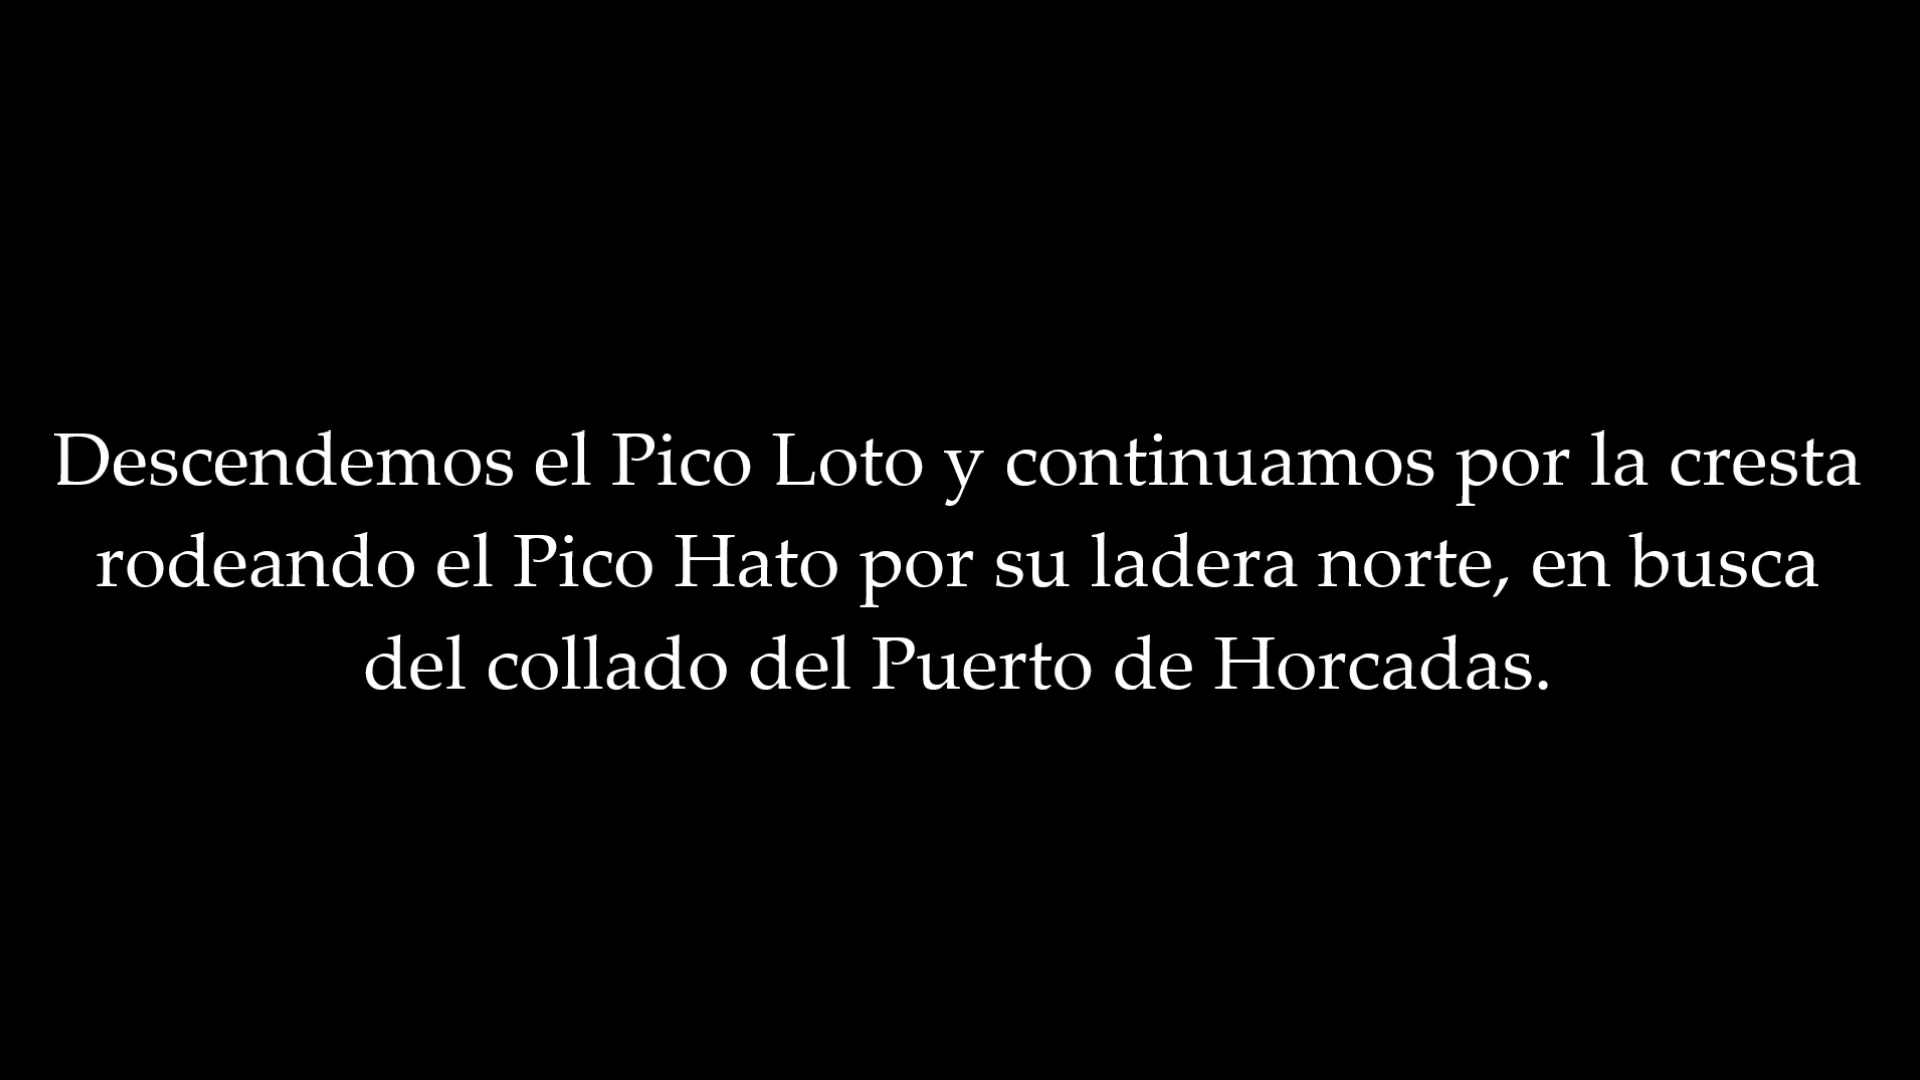 Descendemos el Pico Loto y continuamos por la cresta
rodeando el Pico Hato por su ladera norte, en busca
del collado del Puerto de Horcadas.